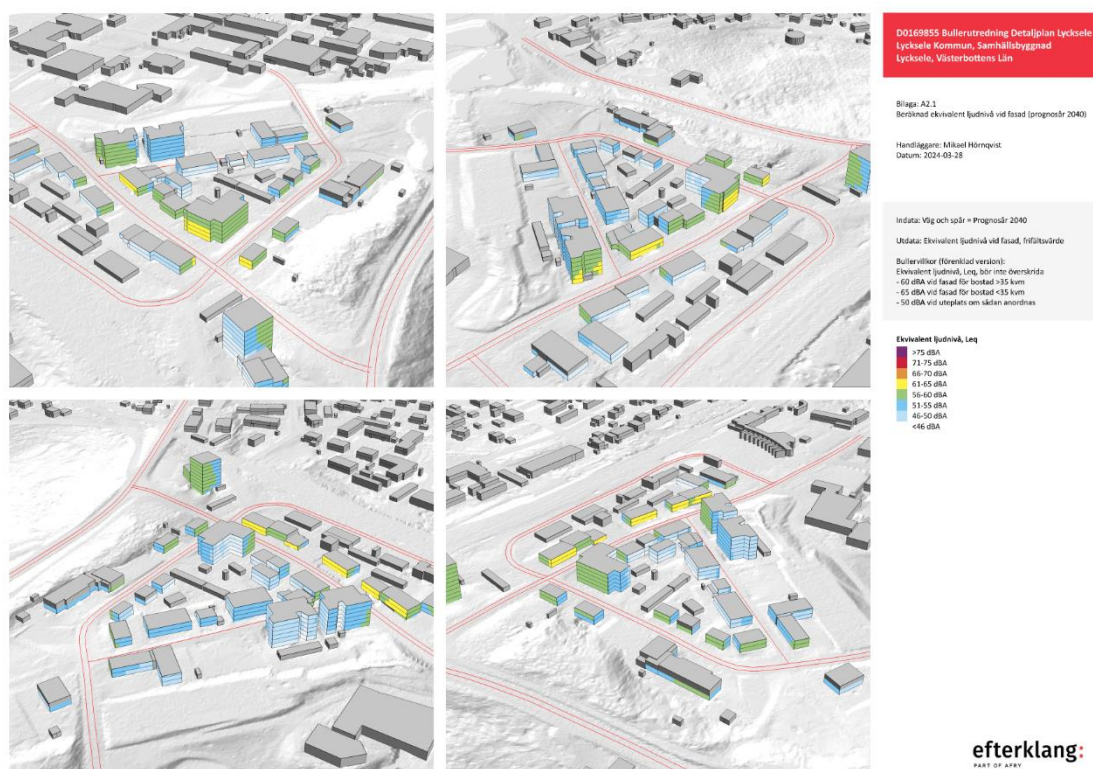 D0169855 Bullerutredning Detaljplan Lycksele
Lycksele Kommun, Samhällsbyggnad
Lycksele, Västerbottens Län
Bilaga: A2.1
Beräknad ekvivalent ljudnivå vid fasad (prognosår 2040)
Handläggare: Mikael Hörnqvist
Datum: 2024-03-28
Indata: Väg och spår = Prognosår 2040
Utdata: Ekvivalent ljudnivå vid fasad, frifältsvärde
Bullervillkor (förenklad version):
Ekvivalent ljudnivå, Leq, bör inte överskrida
- 60 dBA vid fasad för bostad >35 kvm
- 65 dBA vid fasad för bostad <35 kvm
- 50 dBA vid uteplats om sådan anordnas
Ekvivalent ljudnivå, Leq
>75 dBA
71-75 dBA
66-70 dBA
61-65 dBA
56-60 dBA
51-55 dBA
46-50 dBA
<46 dBA
efterklang:
PART OF AFRY